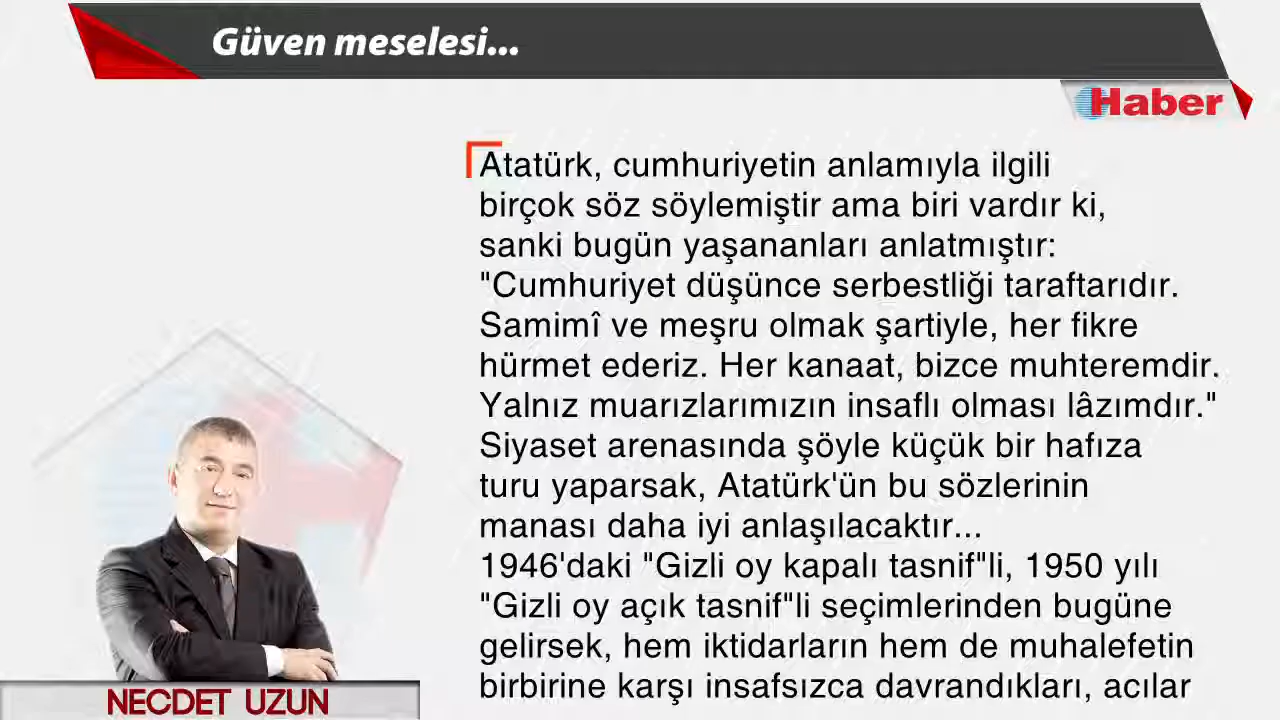 Güven meselesi...
Haber
Atatürk, cumhuriyetin anlamıyla ilgili
birçok söz söylemiştir ama biri vardır ki,
sanki bugün yaşananları anlatmıştır:
"Cumhuriyet düşünce serbestliği taraftarıdır.
Samimî ve meşru olmak şartiyle, her fikre
hürmet ederiz. Her kanaat, bizce muhteremdir.
Yalnız muarızlarımızın insaflı olması lâzımdır."
Siyaset arenasında şöyle küçük bir hafıza
turu yaparsak, Atatürk'ün bu sözlerinin
manası daha iyi anlaşılacaktır...
1946'daki "Gizli oy kapalı tasnif"li, 1950 yılı
"Gizli oy açık tasnif"li seçimlerinden bugüne
gelirsek, hem iktidarların hem de muhalefetin
birbirine karşı insafsızca davrandıkları, acılar
NECDET UZUN